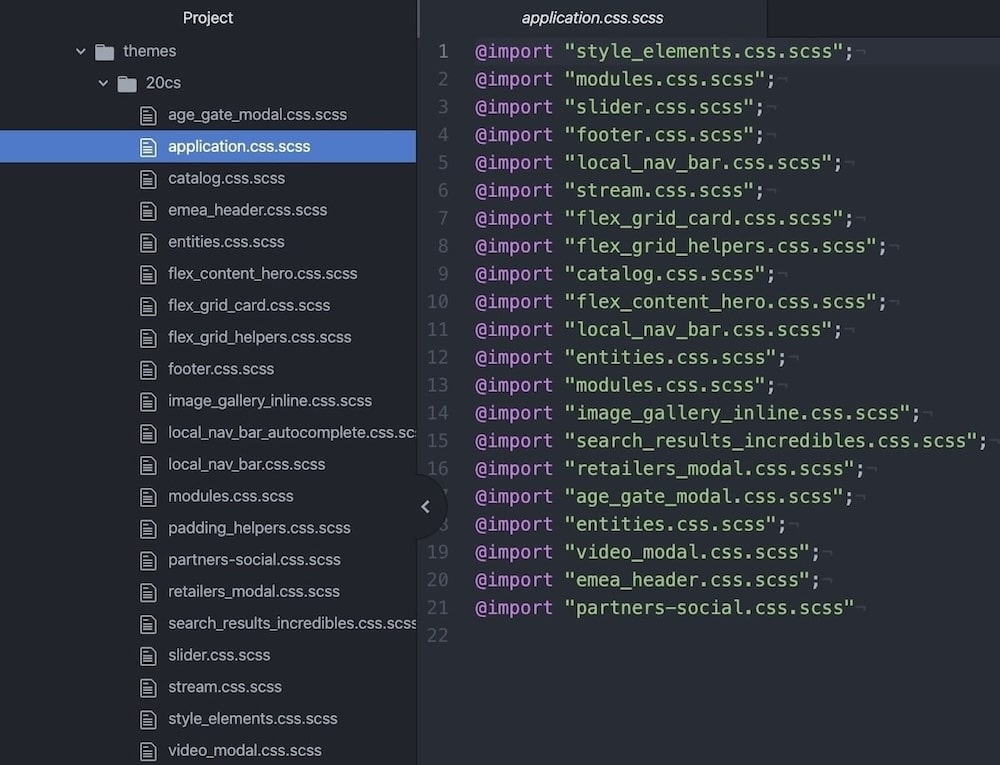 Project
themes
20cs
age_gate_modal.css.scss
application.css.scss
catalog.css.scss
emea_header.css.scss
entities.css.scss
flex_content_hero.css.scss
flex_grid_card.css.scss
flex_grid_helpers.css.scss
footer.css.scss
image_gallery_inline.css.scss
local_nav_bar_autocomplete.css.sc
local_nav_bar.css.scss
modules.css.scss
padding_helpers.css.scss
partners-social.css.scss
retailers_modal.css.scss
search_results_incredibles.css.scss
slider.css.scss
stream.css.scss
style_elements.css.scss
video_modal.css.scss
application.css.scss
1 @import "style_elements.css.scss";¬
2 @import "modules.css.scss";¬
3 @import "slider.css.scss";¬
4 @import "footer.css.scss";¬
5 @import "local_nav_bar.css.scss";¬
6 @import "stream.css.scss";¬
7 @import "flex_grid_card.css.scss";¬
8 @import "flex_grid_helpers.css.scss";¬
9 @import "catalog.css.scss";¬
10 @import "flex_content_hero.css.scss";¬
11 @import "local_nav_bar.css.scss";¬
12 @import "entities.css.scss";¬
13 @import "modules.css.scss";¬
14 @import "image_gallery_inline.css.scss";¬
15 @import "search_results_incredibles.css.scss";¬
16 @import "retailers_modal.css.scss";¬
@import "age_gate_modal.css.scss";¬
8 @import "entities.css.scss";¬
19 @import "video_modal.css.scss";¬
20 @import "emea_header.css.scss";¬
21 @import "partners-social.css.scss"¬
22